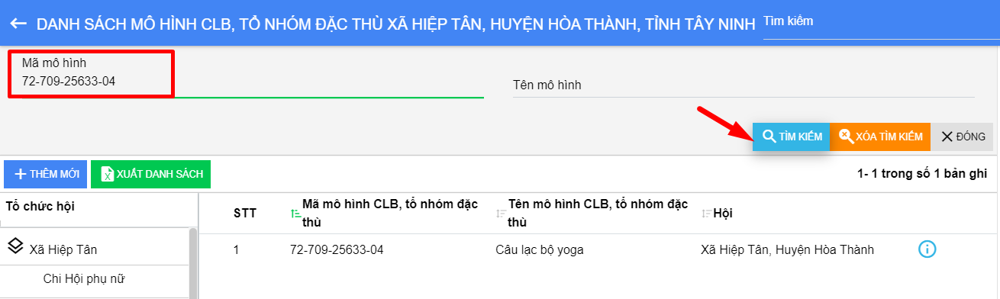 DANH SÁCH MÔ HÌNH CLB, TỔ NHÓM ĐẶC THÙ XÃ HIỆP TÂN, HUYỆN HÒA THÀNH, TỈNH TÂY NINH
Tìm kiếm
Mã mô hình
72-709-25633-04
Tên mô hình
TÌM KIẾM
XÓA TÌM KIẾM
ĐÓNG
THÊM MỚI
XUẤT DANH SÁCH
1- 1 trong số 1 bản ghi
Tổ chức hội
STT
Mã mô hình CLB, tổ nhóm đặc
thù
Tên mô hình CLB, tổ nhóm đặc
thù
Hội
Xã Hiệp Tân
1
72-709-25633-04
Câu lạc bộ yoga
Xã Hiệp Tân, Huyện Hòa Thành
Chi Hội phụ nữ